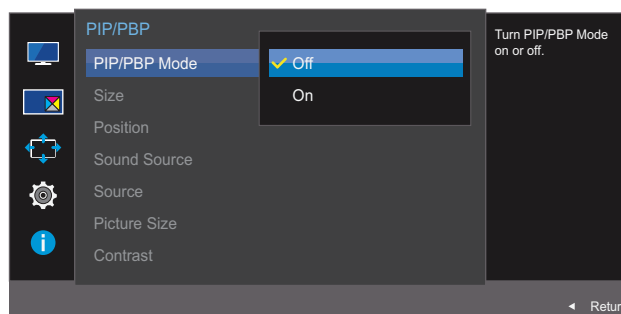 PIP/PBP
PIP/PBP Mode
Off
Size
On
Position
Sound Source
Source
Picture Size
Contrast
Turn PIP/PBP Mode
on or off.
Retur